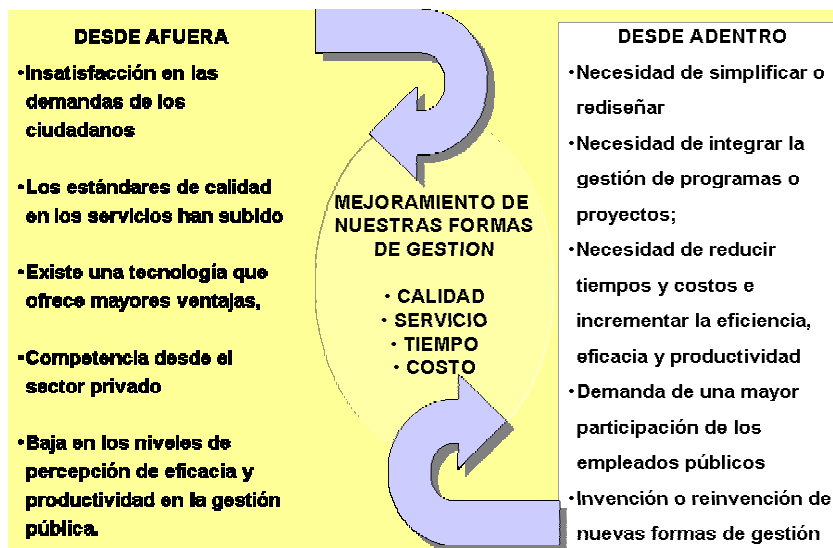 DESDE AFUERA
•Insatisfacción en las
demandas de los
ciudadanos
•Los estándares de calidad
en los servicios han subido
•Existe una tecnología que
ofrece mayores ventajas,
•Competencia desde el
sector privado
•Baja en los niveles de
percepción de eficacia y
productividad en la gestión
pública.
MEJORAMIENTO DE
NUESTRAS FORMAS
DE GESTION
• CALIDAD
• SERVICIO
• TIEMPO
• COSTO
DESDE ADENTRO
•Necesidad de simplificar o
rediseñar
•Necesidad de integrar la
gestión de programas o
proyectos;
•Necesidad de reducir
tiempos y costos e
incrementar la eficiencia,
eficacia y productividad
•Demanda de una mayor
participación de los
empleados públicos
•Invención o reinvención de
nuevas formas de gestión